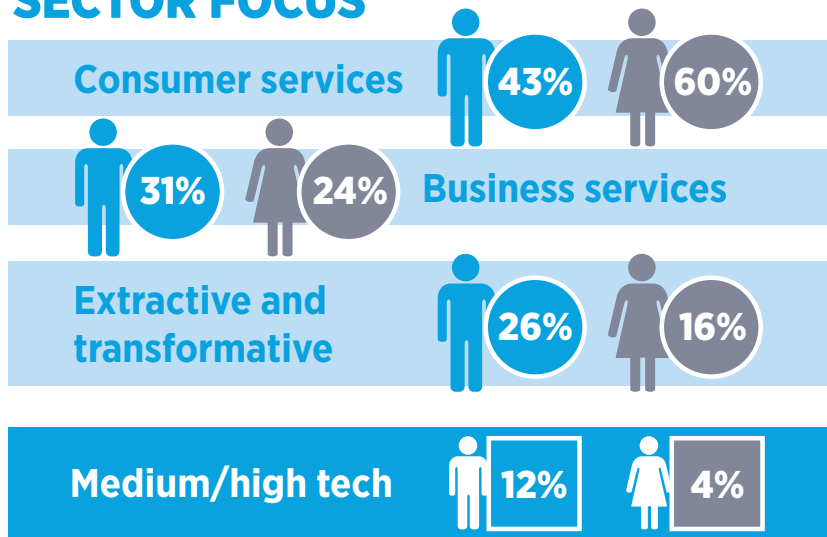 SECTOR FOCUS
Consumer services 43% 60%
31% 24% Business services
Extractive and
transformative
26% 16%
Medium/high tech 12% 4%